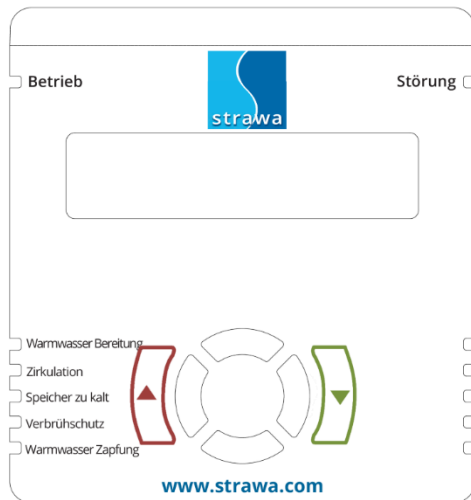 Betrieb
Störung
strawa
Warmwasser Bereitung
Zirkulation
Speicher zu kalt
Verbrühschutz
Warmwasser Zapfung
www.strawa.com